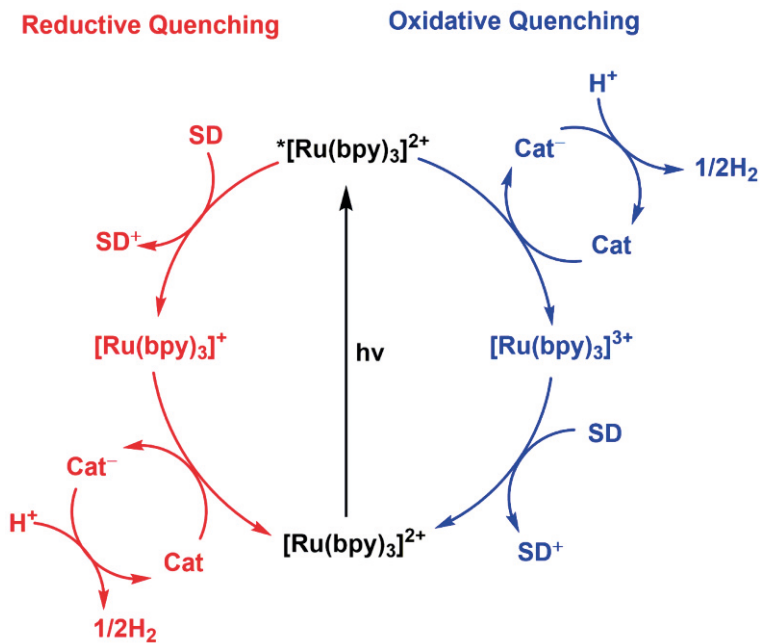 Reductive Quenching
Oxidative Quenching
H⁺
SD
*[Ru(bpy)₃]²⁺
Cat⁻
1/2H₂
SD⁺
Cat
[Ru(bpy)₃]⁺
hv
[Ru(bpy)₃]³⁺
SD
Cat⁻
H⁺
Cat
[Ru(bpy)₃]²⁺
SD⁺
1/2H₂